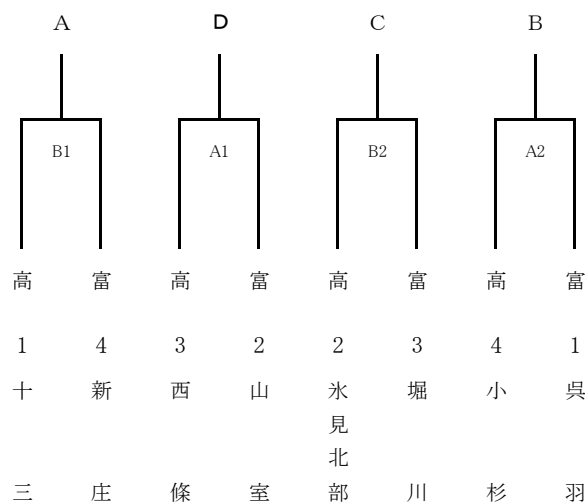 A D C B
B1 A1 B2 A2
高 富 高 富 高 富 高 富
1 4 3 2 2 3 4 1
十三 新庄 西條 山室 氷見北部 堀川 小杉 呉羽